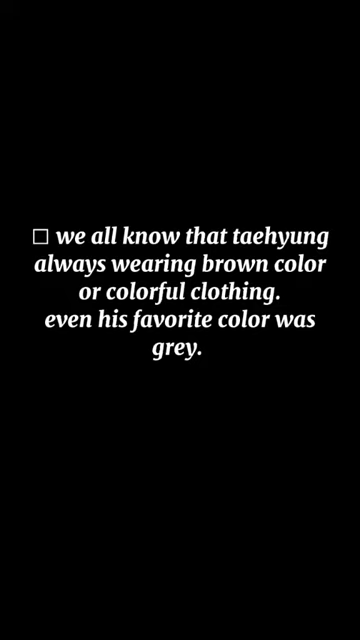 □ we all know that taehyung
always wearing brown color
or colorful clothing.
even his favorite color was
grey.